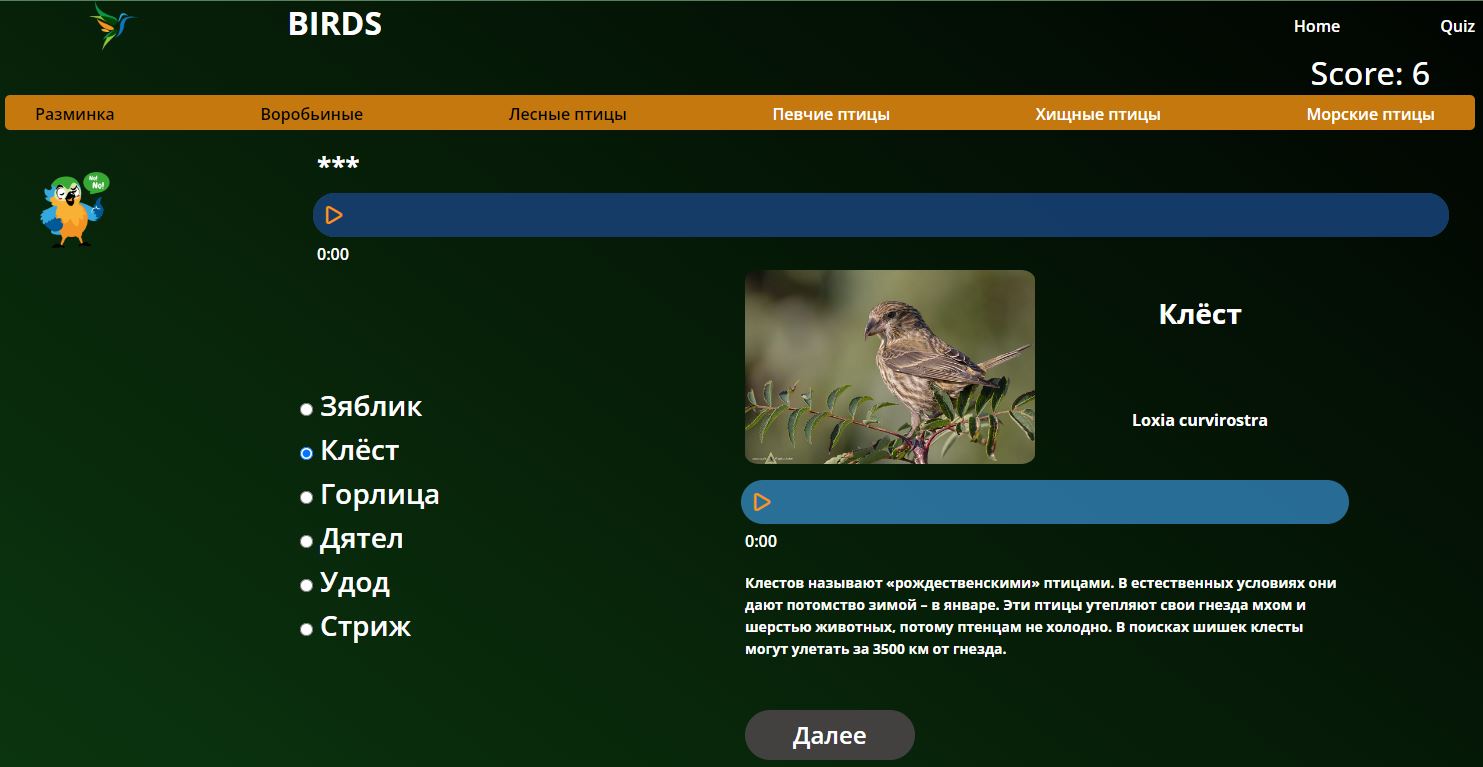 BIRDS
Home
Quiz
Score: 6
Разминка
Воробьиные
Лесные птицы
Певчие птицы
Хищные птицы
Морские птицы
***
No!
No!
0:00
Клёст
Loxia curvirostra
Зяблик
Клёст
Горлица
Дятел
Удод
Стриж
0:00
Клестов называют «рождественскими» птицами. В естественных условиях они
дают потомство зимой – в январе. Эти птицы утепляют свои гнезда мхом и
шерстью животных, потому птенцам не холодно. В поисках шишек клесты
могут улетать за 3500 км от гнезда.
Далее